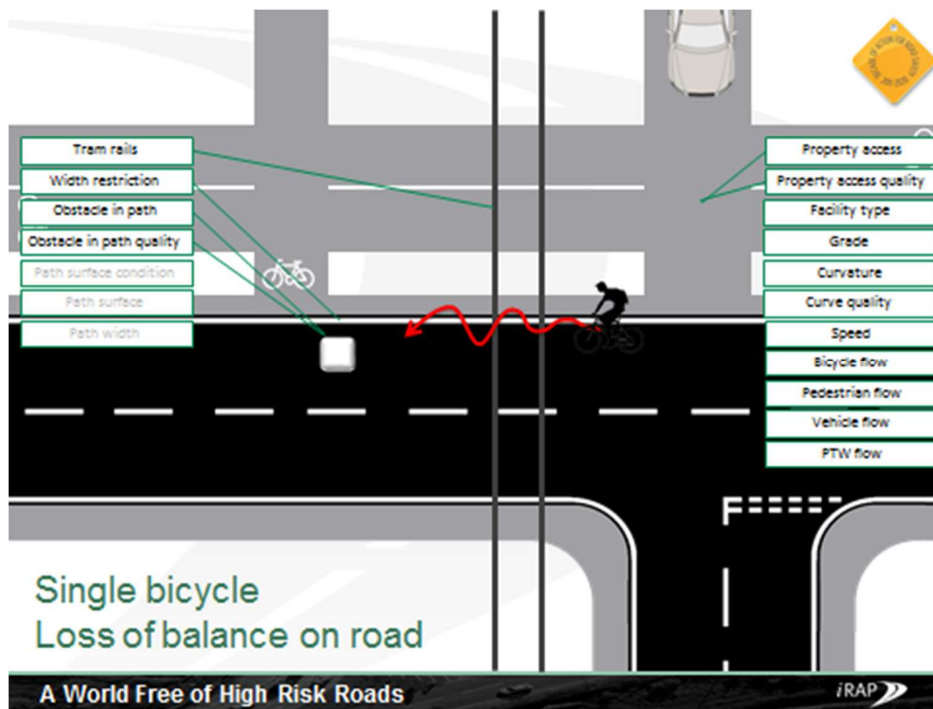 Tram rails
Width restriction
Obstacle in path
Obstacle in path quality
Path surface condition
Path surface
Path width
Property access
Property access quality
Facility type
Grade
Curvature
Curve quality
Speed
Bicycle flow
Pedestrian flow
Vehicle flow
PTW flow
Single bicycle
Loss of balance on road
A World Free of High Risk Roads
iRAP